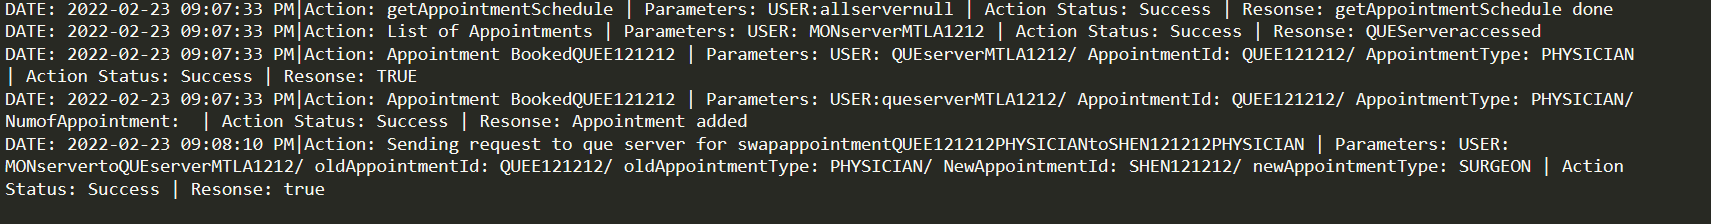 DATE: 2022-02-23 09:07:33 PM|Action: getAppointmentSchedule | Parameters: USER:allservernull | Action Status: Success | Resonse: getAppointmentSchedule done
DATE: 2022-02-23 09:07:33 PM|Action: List of Appointments | Parameters: USER: MONserverMTLA1212 | Action Status: Success | Resonse: QUEServeraccessed
DATE: 2022-02-23 09:07:33 PM|Action: Appointment BookedQUEE121212 | Parameters: USER: QUEserverMTLA1212/ AppointmentId: QUEE121212/ AppointmentType: PHYSICIAN
| Action Status: Success | Resonse: TRUE
DATE: 2022-02-23 09:07:33 PM|Action: Appointment BookedQUEE121212 | Parameters: USER:queserverMTLA1212/ AppointmentId: QUEE121212/ AppointmentType: PHYSICIAN/
NumofAppointment:  | Action Status: Success | Resonse: Appointment added
DATE: 2022-02-23 09:08:10 PM|Action: Sending request to que server for swapappointmentQUEE121212PHYSICIANtoSHEN121212PHYSICIAN | Parameters: USER:
MONservertoQUEserverMTLA1212/ oldAppointmentId: QUEE121212/ oldAppointmentType: PHYSICIAN/ NewAppointmentId: SHEN121212/ newAppointmentType: SURGEON | Action
Status: Success | Resonse: true